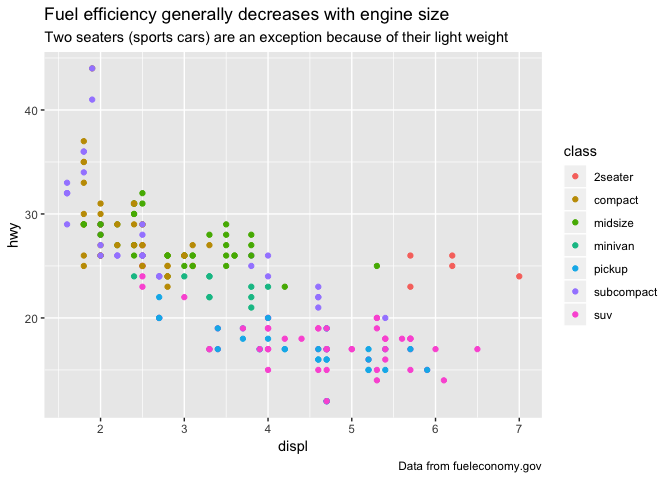 Fuel efficiency generally decreases with engine size
Two seaters (sports cars) are an exception because of their light weight
40
30
20
hwy
2 3 4 5 6 7
displ
class
2seater
compact
midsize
minivan
pickup
subcompact
suv
Data from fueleconomy.gov